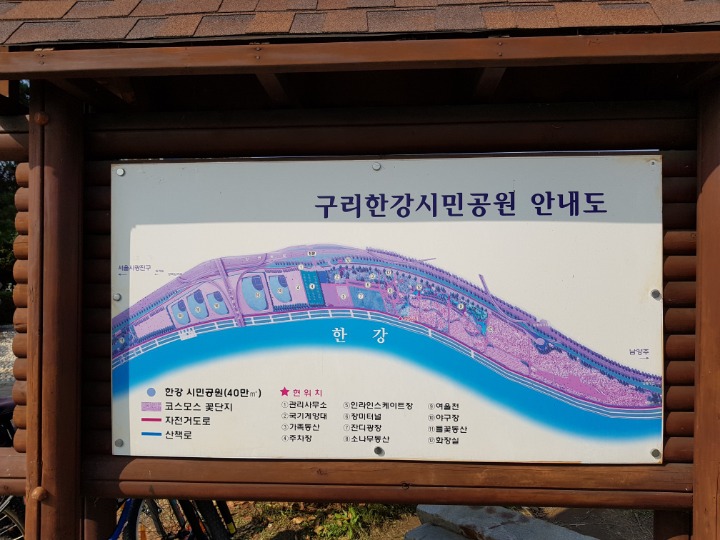 구리한강시민공원 안내도
서울시광진구
남양주
한강
한강 시민공원(40만㎡)
코스모스 꽃단지
자전거도로
산책로
★현위치
①관리사무소
②국기게양대
③가족동산
④주차장
⑤인라인스케이트장
⑥장미터널
⑦잔디광장
⑧소나무동산
⑨여울천
⑩야구장
⑪불꽃동산
⑫화장실